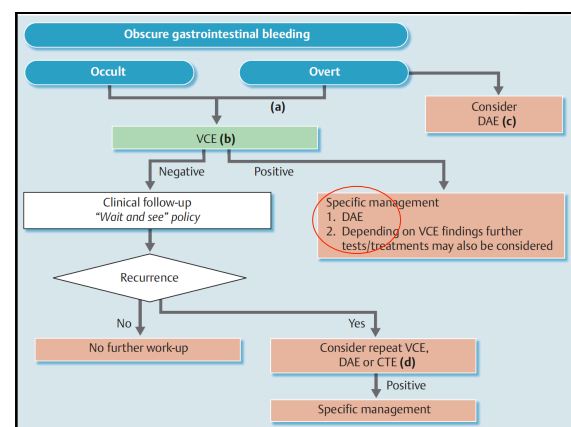 Obscure gastrointestinal bleeding
Occult
Overt
(a)
Consider
DAE (c)
VCE (b)
Negative
Positive
Clinical follow-up
“Wait and see” policy
Specific management
1. DAE
2. Depending on VCE findings further
tests/treatments may also be considered
Recurrence
No
Yes
No further work-up
Consider repeat VCE,
DAE or CTE (d)
Positive
Specific management